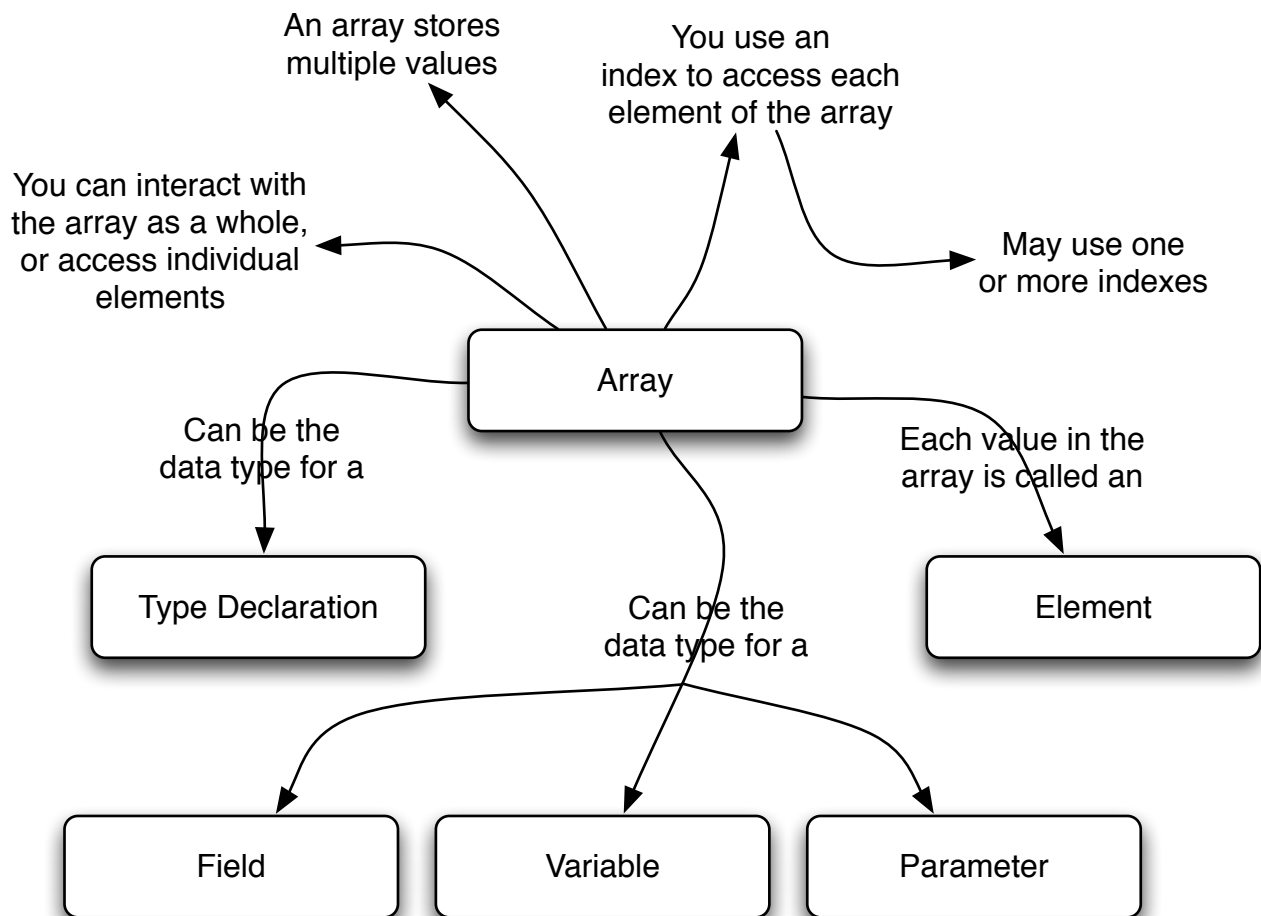 An array stores
multiple values
You use an
index to access each
element of the array
You can interact with
the array as a whole,
or access individual
elements
May use one
or more indexes
Array
Can be the
data type for a
Each value in the
array is called an
Type Declaration
Can be the
data type for a
Element
Field
Variable
Parameter